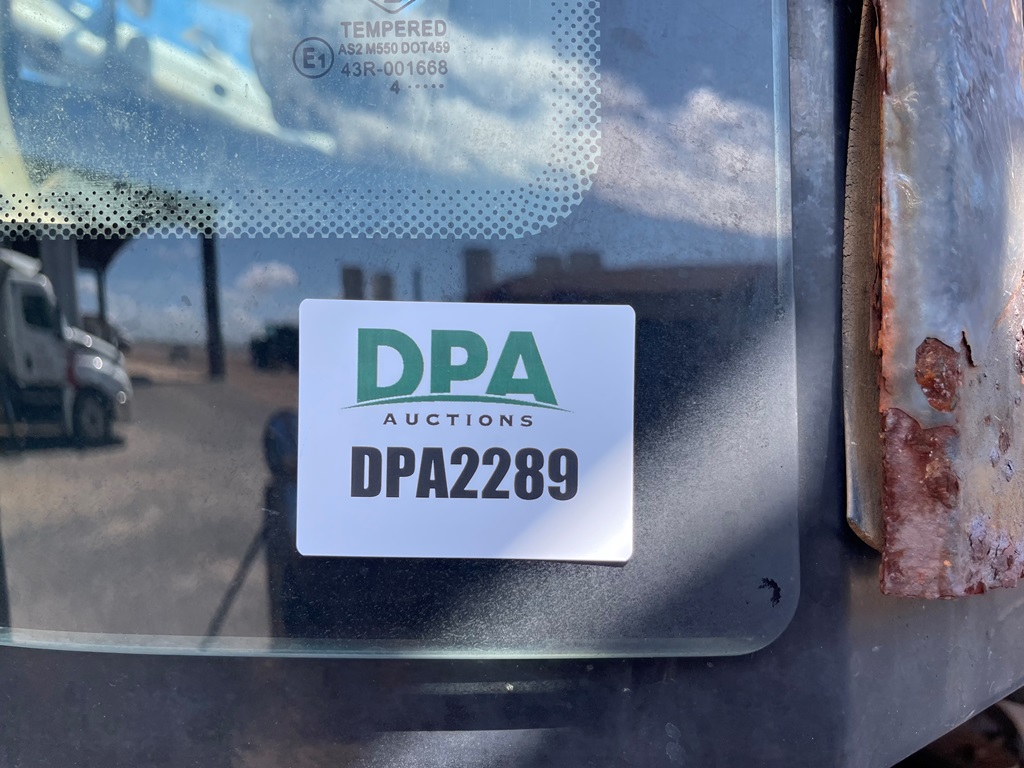 TEMPERED
AS2 M550 DOT459
E1
43R-001668
4
DPA
AUCTIONS
DPA2289